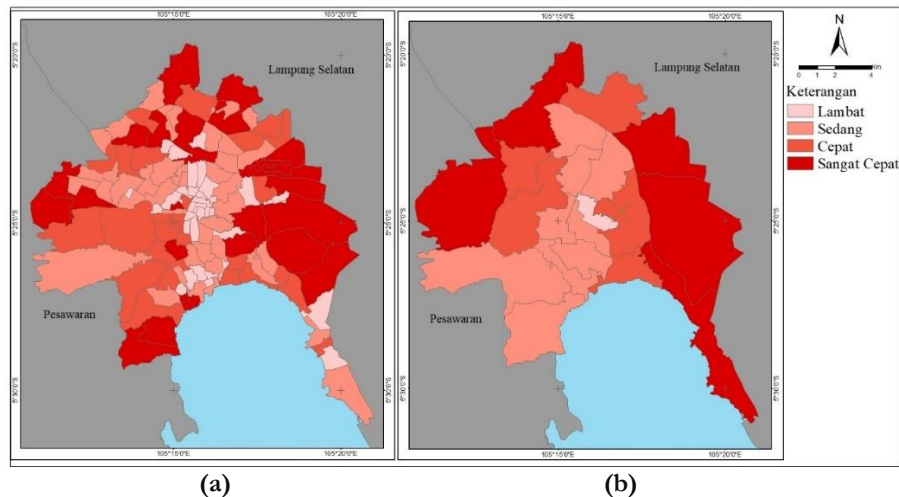 105°15'0"E 105°20'0"E
105°15'0"E 105°20'0"E
5°20'0"S
5°20'0"S
Lampung Selatan
Lampung Selatan
N
0 1 2 4
Km
Keterangan
Lambat
Sedang
Cepat
Sangat Cepat
5°25'0"S
5°25'0"S
Pesawaran
Pesawaran
5°30'0"S
5°30'0"S
105°15'0"E 105°20'0"E
105°15'0"E 105°20'0"E
(a) (b)